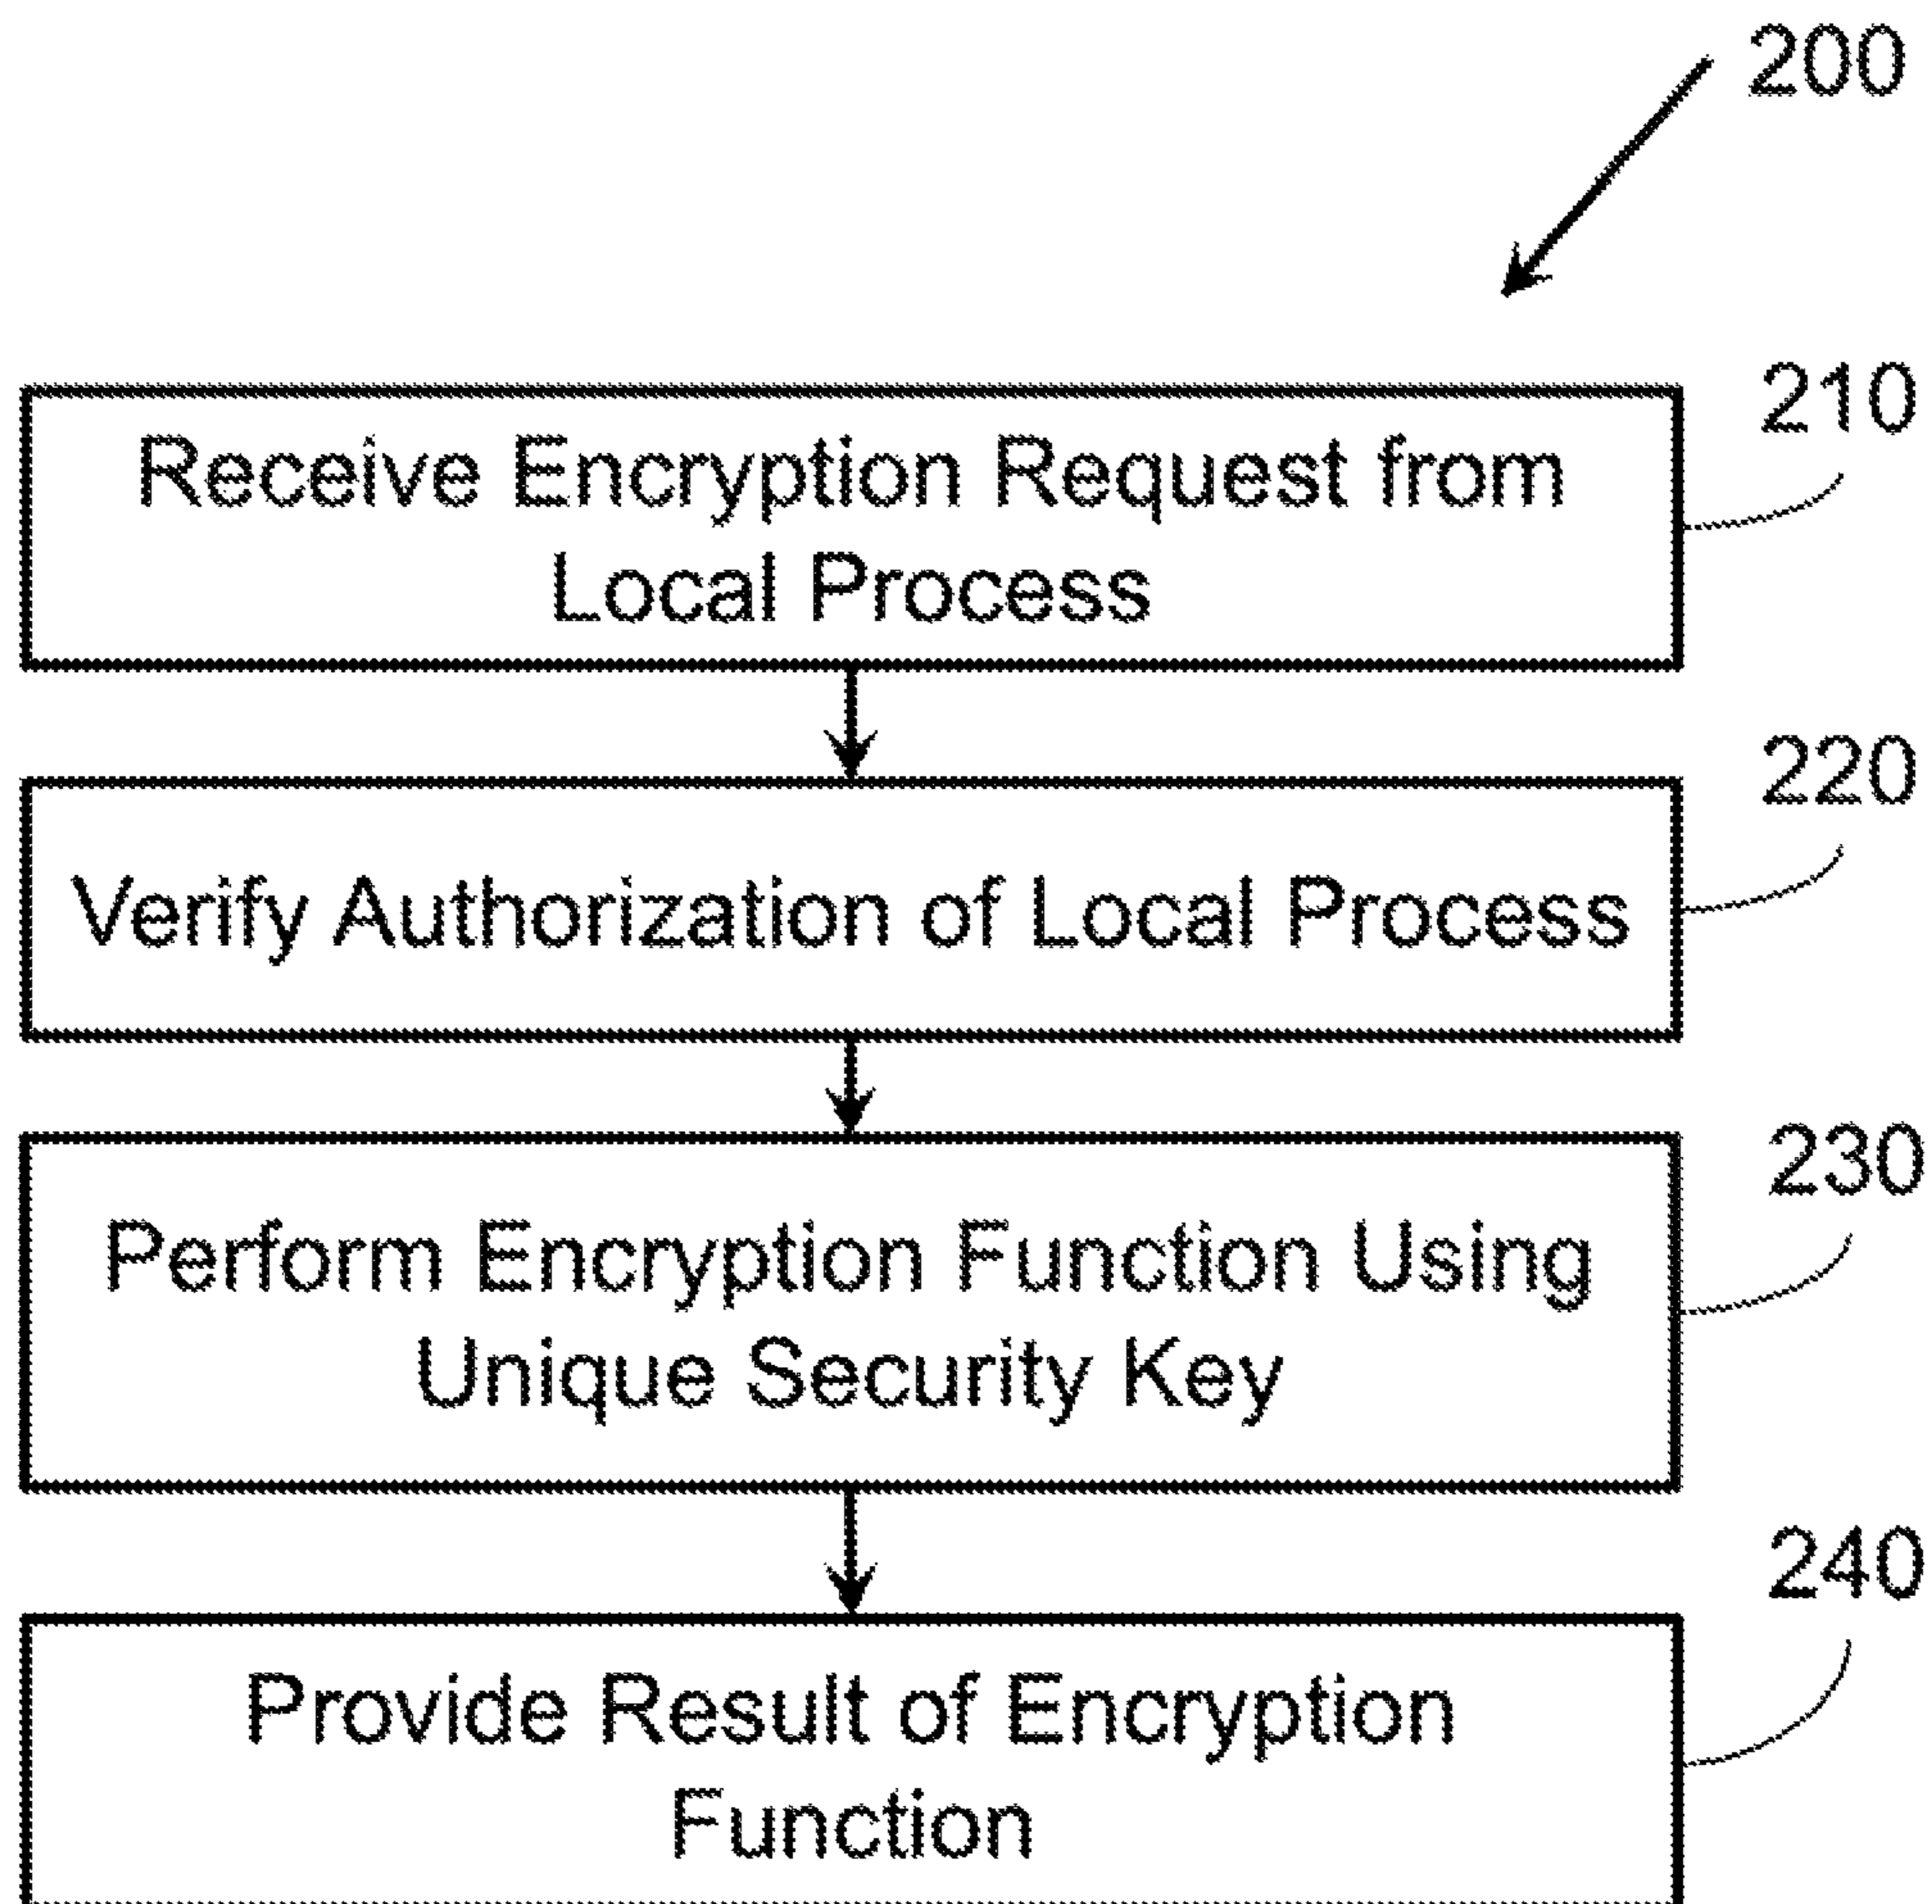 200
210
Receive Encryption Request from
Local Process
220
Verify Authorization of Local Process
230
Perform Encryption Function Using
Unique Security Key
240
Provide Result of Encryption
Function